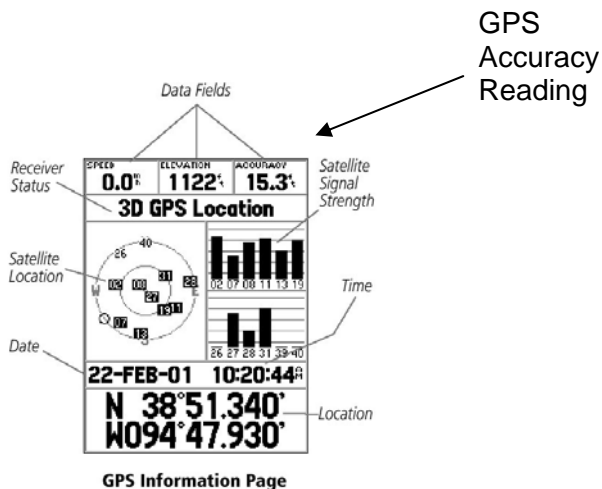 GPS
Accuracy
Reading
Data Fields
Receiver
Status
SPEED ELEVATION ACCURACY
0.0 1122 15.3
3D GPS Location
Satellite
Signal
Strength
Satellite
Location
40
26
02 08 31 28
27
W E
19 11
07
13
S
02 07 08 11 13 19
26 27 28 31 39 40
Time
Date
22-FEB-01 10:20:44
N 38°51.340'
W094°47.930'
Location
GPS Information Page